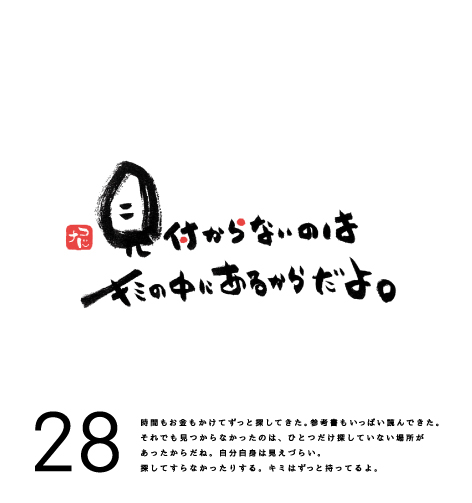 見付からないのは
キミの中にあるからだよ。
28
時間もお金もかけてずっと探してきた。参考書もいっぱい読んできた。
それでも見つからなかったのは、ひとつだけ探していない場所が
あったからだね。自分自身は見えづらい。
探してすらなかったりする。キミはずっと持ってるよ。